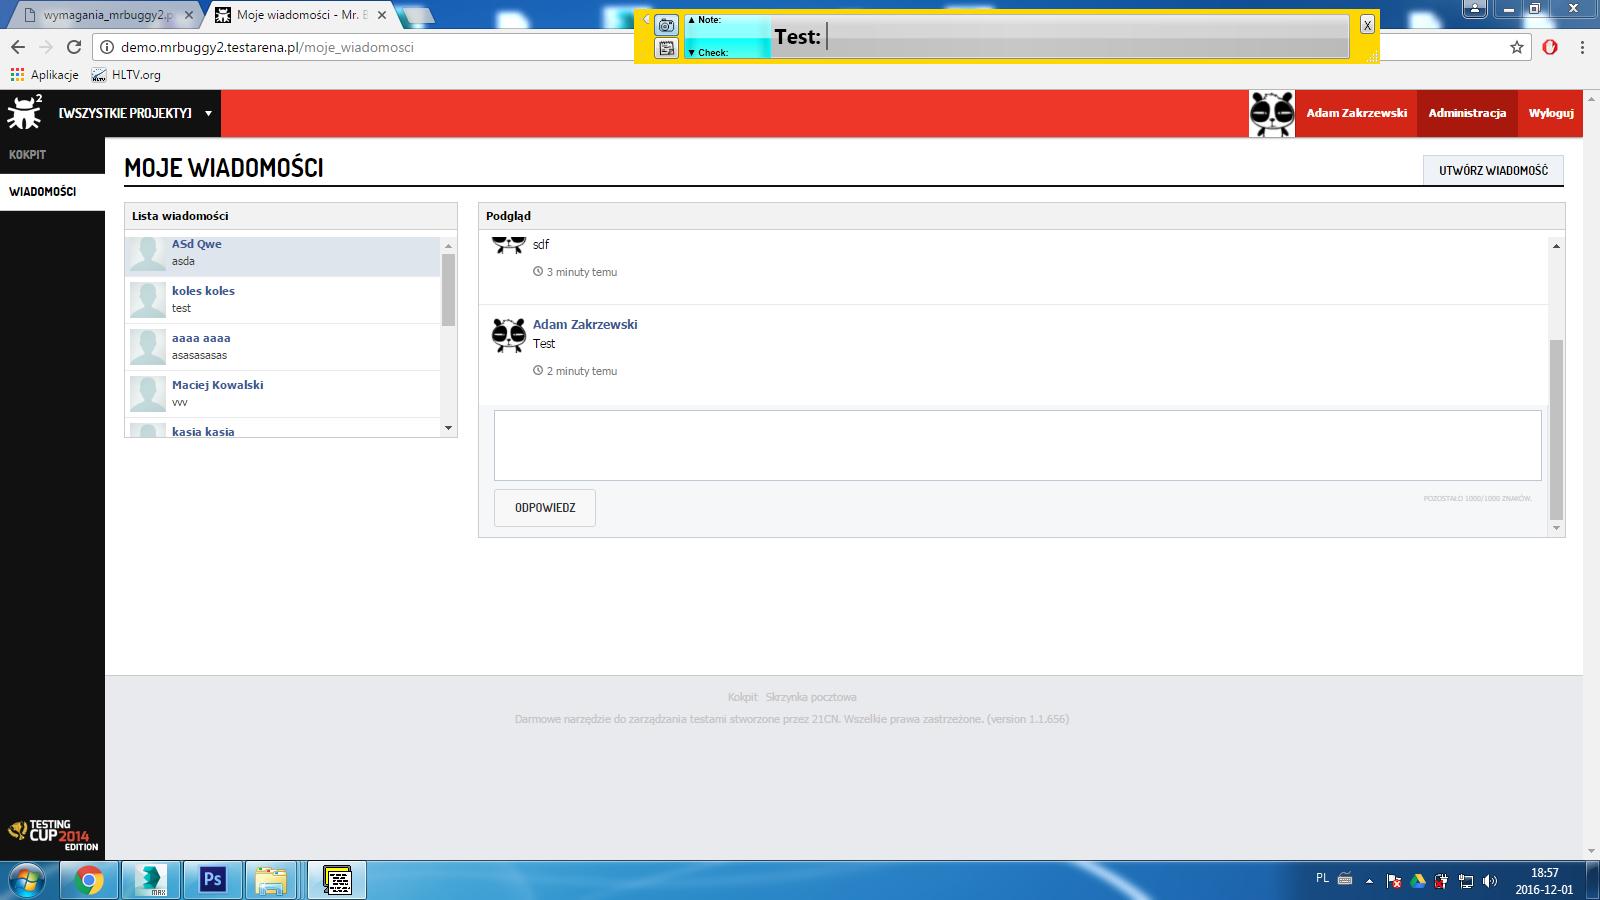 wymagania_mrbuggy2.p
Moje wiadomości - Mr. B
▲ Note:
▼ Check:
Test:
X
demo.mrbuggy2.testarena.pl/moje_wiadomosci
Aplikacje
HLTV.org
2
[WSZYSTKIE PROJEKTY]
Adam Zakrzewski
Administracja
Wyloguj
KOKPIT
WIADOMOŚCI
MOJE WIADOMOŚCI
UTWÓRZ WIADOMOŚĆ
Lista wiadomości
ASd Qwe
asda
koles koles
test
aaaa aaaa
asasasasas
Maciej Kowalski
vvv
kasia kasia
Podgląd
sdf
3 minuty temu
Adam Zakrzewski
Test
2 minuty temu
ODPOWIEDZ
POZOSTAŁO 1000/1000 ZNAKÓW.
Kokpit Skrzynka pocztowa
Darmowe narzędzie do zarządzania testami stworzone przez 21CN. Wszelkie prawa zastrzeżone. (version 1.1.656)
TESTING
CUP 2014
EDITION
MAX
Ps
PL
18:57
2016-12-01